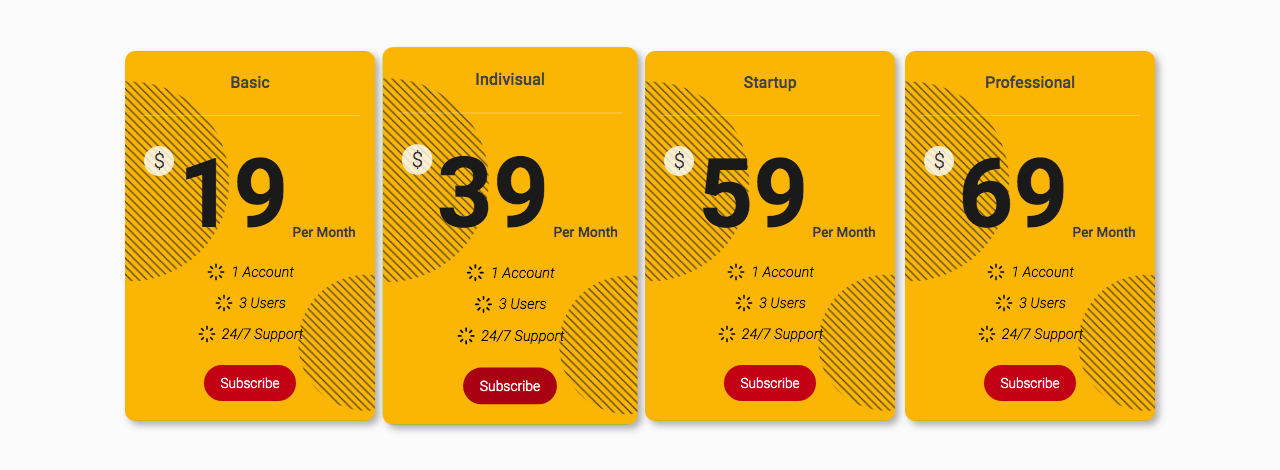 Basic
$
19
Per Month
1 Account
3 Users
24/7 Support
Subscribe
Indivisual
$
39
Per Month
1 Account
3 Users
24/7 Support
Subscribe
Startup
$
59
Per Month
1 Account
3 Users
24/7 Support
Subscribe
Professional
$
69
Per Month
1 Account
3 Users
24/7 Support
Subscribe